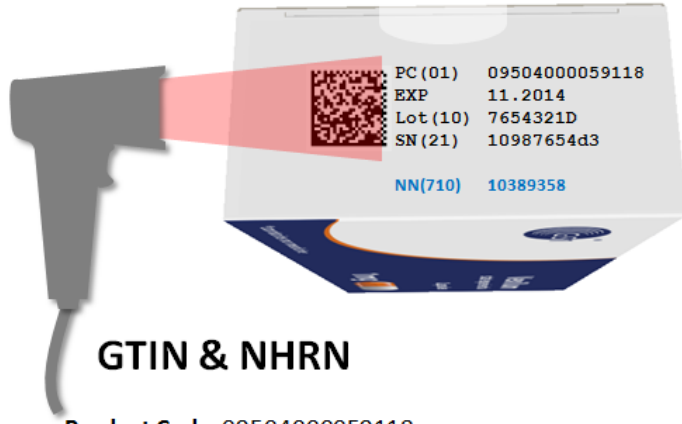 PC(01) 09504000059118
EXP 11.2014
Lot(10) 7654321D
SN(21) 10987654d3
NN(710) 10389358
GTIN & NHRN